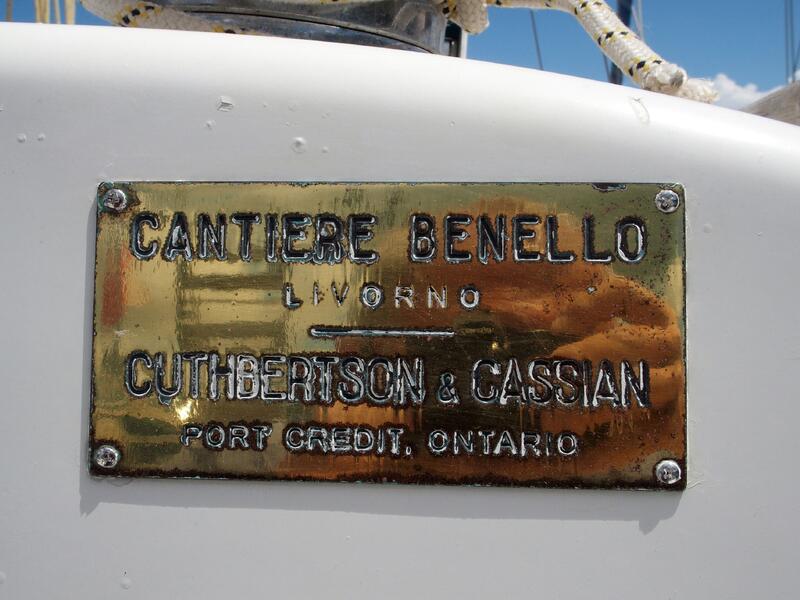 CANTIERE BENELLO
LIVORNO
CUTHBERTSON & CASSIAN
PORT CREDIT, ONTARIO